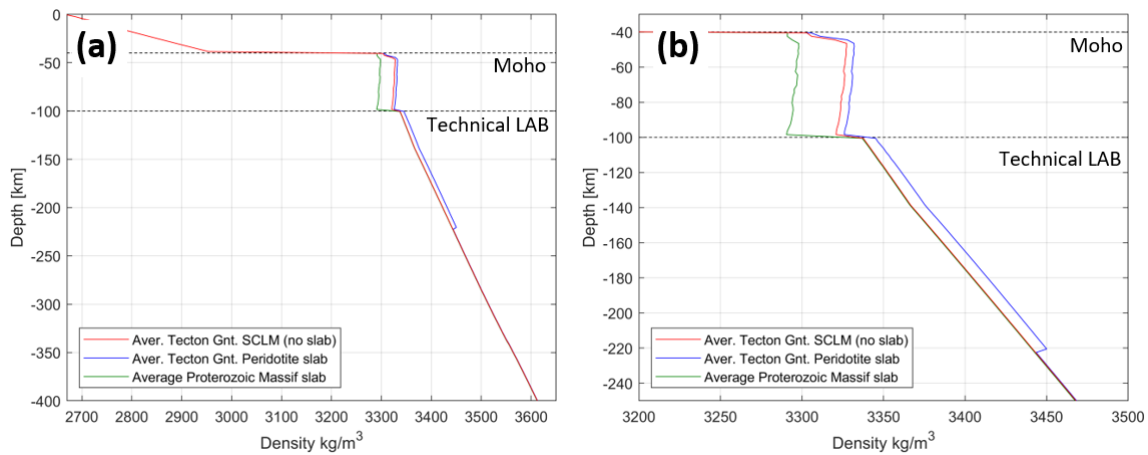 (a)
0
-50
-100
-150
-200
-250
-300
-350
-400
Depth [km]
Moho
Technical LAB
Aver. Tecton Gnt. SCLM (no slab)
Aver. Tecton Gnt. Peridotite slab
Average Proterozoic Massif slab
2700 2800 2900 3000 3100 3200 3300 3400 3500 3600
Density kg/m³
(b)
-40
-60
-80
-100
-120
-140
-160
-180
-200
-220
-240
Depth [km]
Moho
Technical LAB
Aver. Tecton Gnt. SCLM (no slab)
Aver. Tecton Gnt. Peridotite slab
Average Proterozoic Massif slab
3200 3250 3300 3350 3400 3450 3500
Density kg/m³